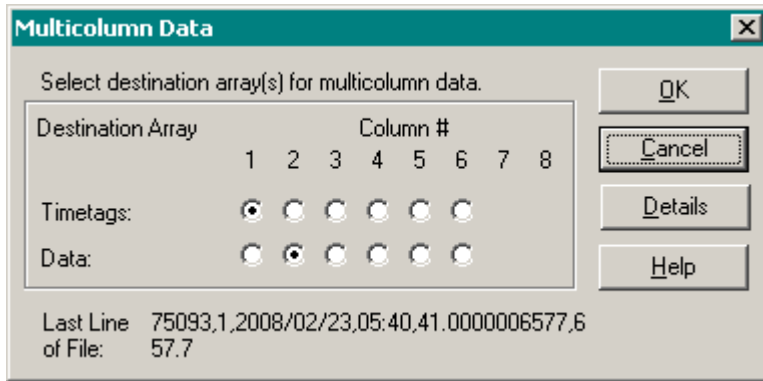 Multicolumn Data
Select destination array(s) for multicolumn data.
OK
Destination Array
Column #
Cancel
1 2 3 4 5 6 7 8
Timetags:
Details
Data:
Help
Last Line 75093,1,2008/02/23,05:40,41.0000006577,6
of File: 57.7